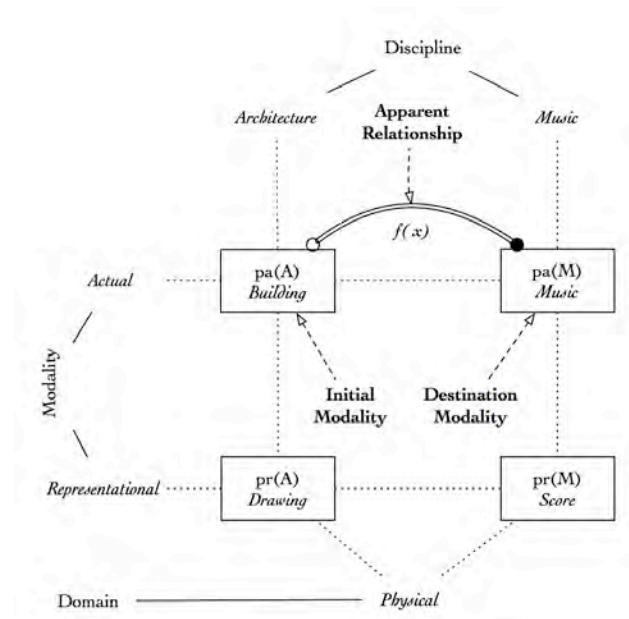 Discipline
Architecture
Apparent
Relationship
Music
f(x)
Actual
pa(A)
Building
pa(M)
Music
Modality
Initial
Modality
Destination
Modality
Representational
pr(A)
Drawing
pr(M)
Score
Domain
Physical